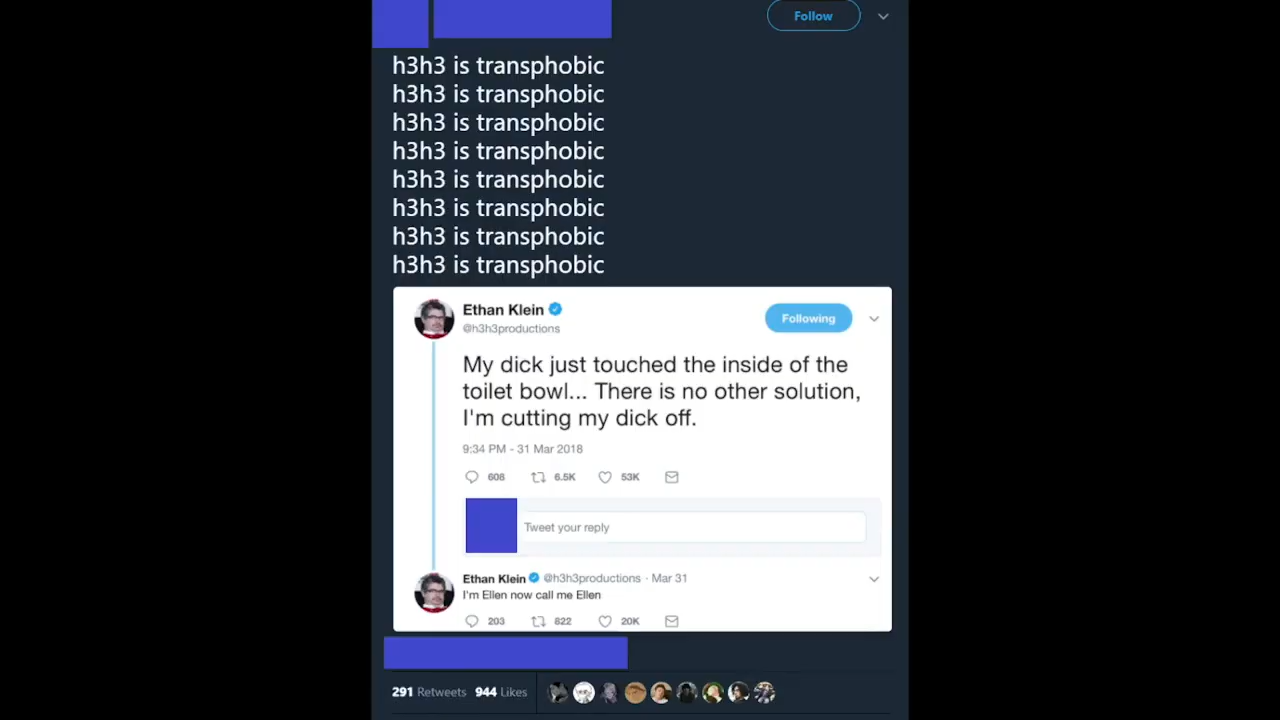 Follow
h3h3 is transphobic
h3h3 is transphobic
h3h3 is transphobic
h3h3 is transphobic
h3h3 is transphobic
h3h3 is transphobic
h3h3 is transphobic
h3h3 is transphobic
Ethan Klein
Following
@h3h3productions
My dick just touched the inside of the
toilet bowl... There is no other solution,
I'm cutting my dick off.
9:34 PM - 31 Mar 2018
608 6.5K 53K
Tweet your reply
Ethan Klein @h3h3productions · Mar 31
I'm Ellen now call me Ellen
203 822 20K
291 Retweets 944 Likes